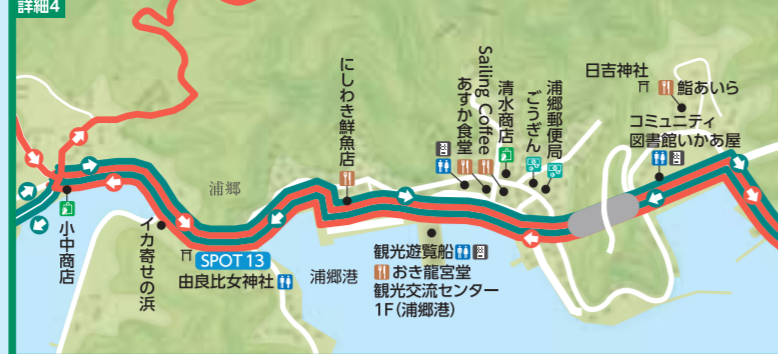 詳細4
日吉神社
鮨あいら
コミュニティ
図書館いかあ屋
浦郷郵便局
ごうぎん
清水商店
Sailing Coffee
あすか食堂
にしわき鮮魚店
浦郷
小中商店
イカ寄せの浜
SPOT 13
由良比女神社
浦郷港
観光遊覧船
おき龍宮堂
観光交流センター
1F(浦郷港)